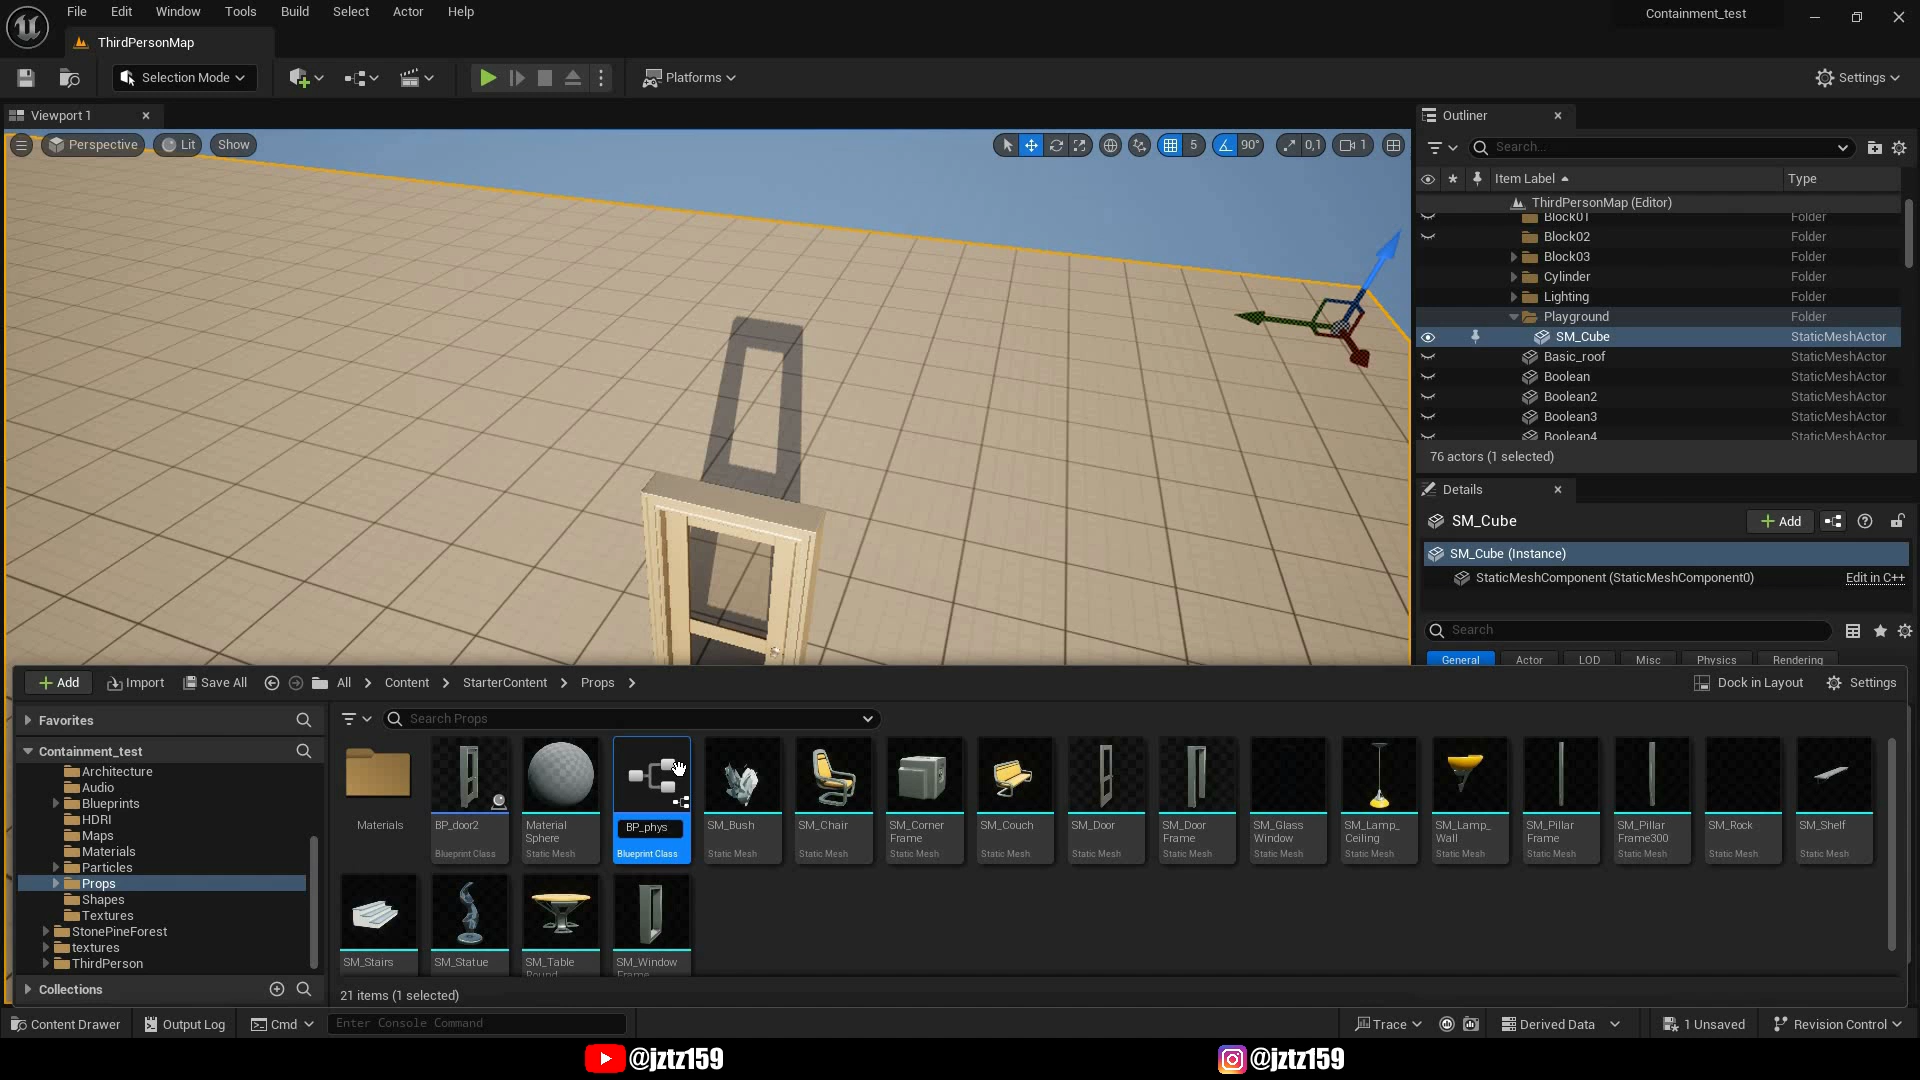 File Edit Window Tools Build Select Actor Help
Containment_test
ThirdPersonMap
Selection Mode
Platforms
Settings
Viewport 1
Perspective Lit Show
5 90° 0,1 1
Outliner
Search...
Item Label Type
ThirdPersonMap (Editor)
Block01 Folder
Block02 Folder
Block03 Folder
Cylinder Folder
Lighting Folder
Playground Folder
SM_Cube StaticMeshActor
Basic_roof StaticMeshActor
Boolean StaticMeshActor
Boolean2 StaticMeshActor
Boolean3 StaticMeshActor
Boolean4 StaticMeshActor
76 actors (1 selected)
Details
SM_Cube Add
SM_Cube (Instance)
StaticMeshComponent (StaticMeshComponent0) Edit in C++
Search
General Actor LOD Misc Physics Rendering
Add Import Save All All Content StarterContent Props
Dock in Layout Settings
Favorites
Search Props
Containment_test
Architecture
Audio
Blueprints
HDRI
Maps
Materials
Particles
Props
Shapes
Textures
StonePineForest
textures
ThirdPerson
Collections
Materials
BP_door2
Blueprint Class
Material
Sphere
Static Mesh
BP_phys
Blueprint Class
SM_Bush
Static Mesh
SM_Chair
Static Mesh
SM_Corner
Frame
Static Mesh
SM_Couch
Static Mesh
SM_Door
Static Mesh
SM_Door
Frame
Static Mesh
SM_Glass
Window
Static Mesh
SM_Lamp_
Ceiling
Static Mesh
SM_Lamp_
Wall
Static Mesh
SM_Pillar
Frame
Static Mesh
SM_Pillar
Frame300
Static Mesh
SM_Rock
Static Mesh
SM_Shelf
Static Mesh
SM_Stairs
SM_Statue
SM_Table
Round
SM_Window
Frame
21 items (1 selected)
Content Drawer Output Log Cmd Enter Console Command
Trace Derived Data 1 Unsaved Revision Control
@jztz159
@jztz159